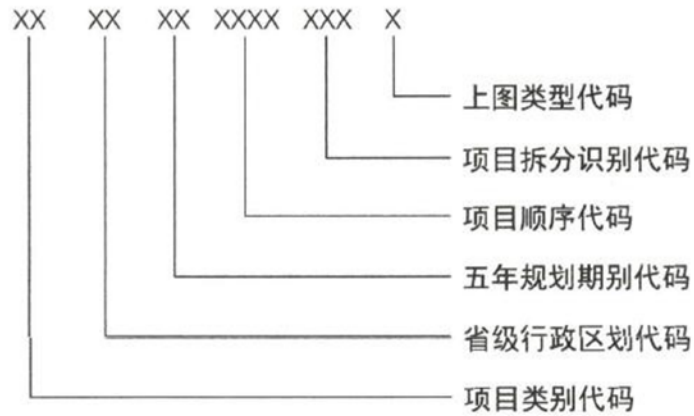 XX XX XX XXXX XXX X
上图类型代码
项目拆分识别代码
项目顺序代码
五年规划期别代码
省级行政区划代码
项目类别代码